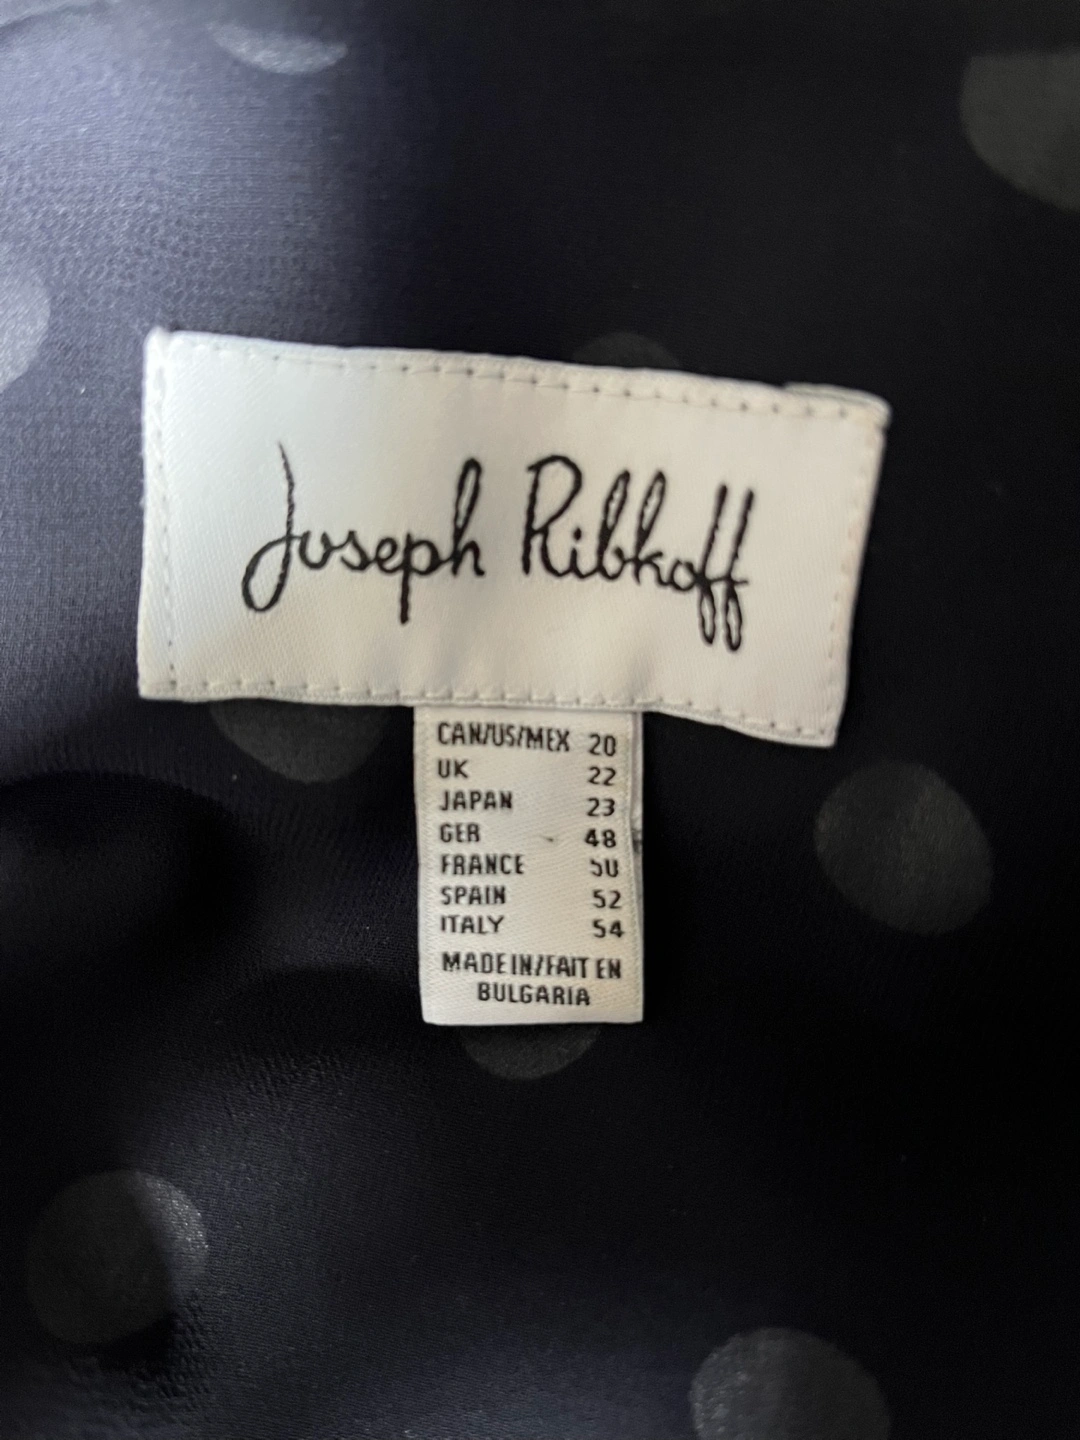 Joseph Ribkoff
CAN/US/MEX 20
UK 22
JAPAN 23
GER 48
FRANCE 50
SPAIN 52
ITALY 54
MADE IN/FAIT EN
BULGARIA